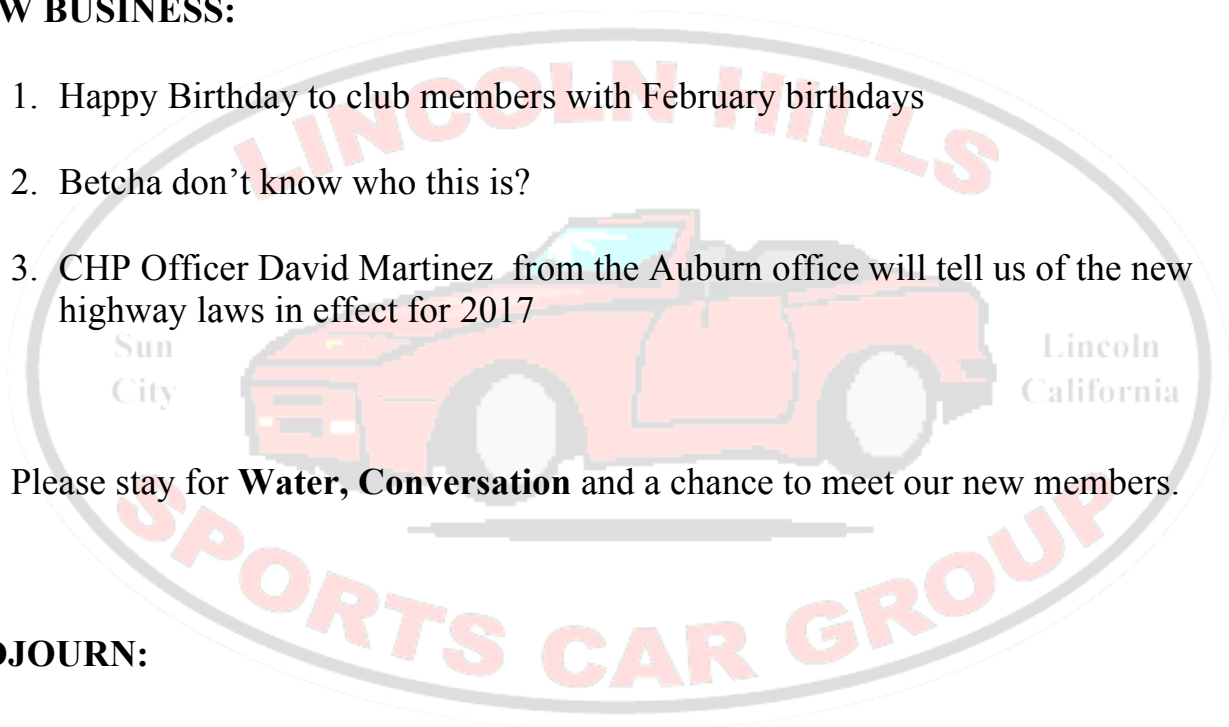 W BUSINESS:
1. Happy Birthday to club members with February birthdays
2. Betcha don’t know who this is?
3. CHP Officer David Martinez from the Auburn office will tell us of the new
highway laws in effect for 2017
Please stay for Water, Conversation and a chance to meet our new members.
DJOURN:
LINCOLN HILLS
Sun
City
Lincoln
California
SPORTS CAR GROUP